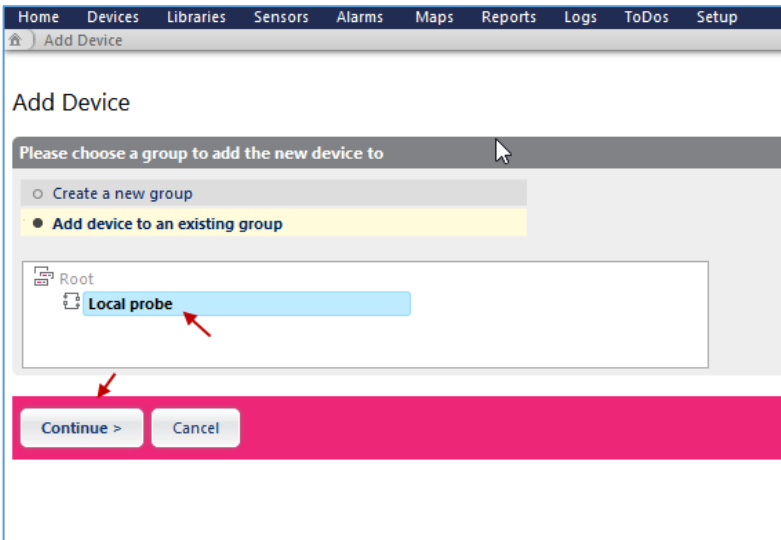 Home Devices Libraries Sensors Alarms Maps Reports Logs ToDos Setup
Add Device
Add Device
Please choose a group to add the new device to
Create a new group
Add device to an existing group
Root
Local probe
Continue > Cancel